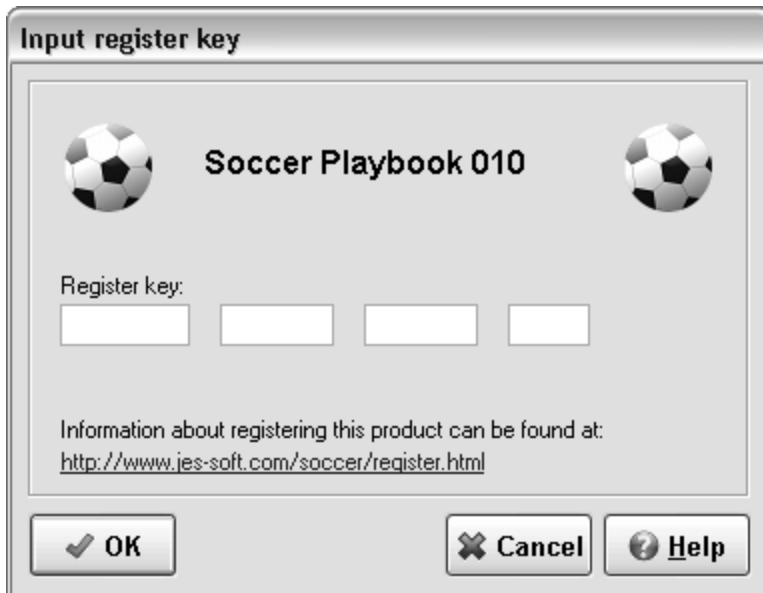 Input register key
Soccer Playbook 010
Register key:
Information about registering this product can be found at:
http://www.jes-soft.com/soccer/register.html
OK Cancel Help